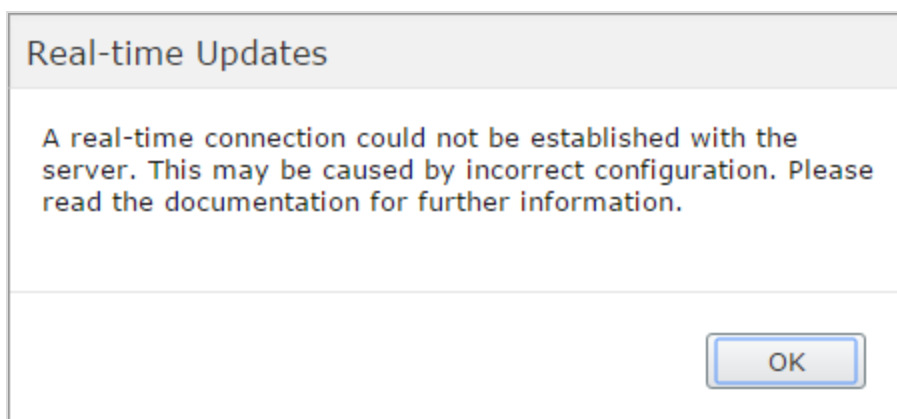 Real-time Updates
A real-time connection could not be established with the
server. This may be caused by incorrect configuration. Please
read the documentation for further information.
OK